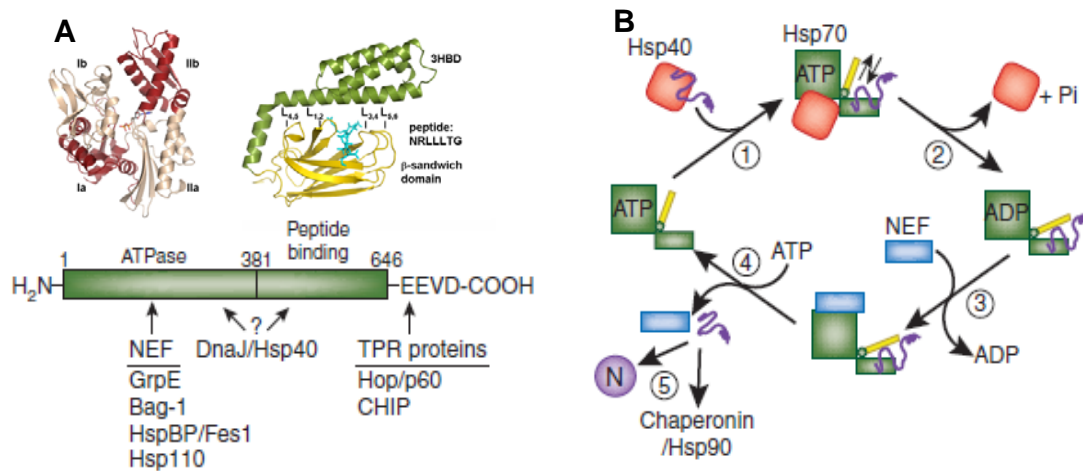 A
Ib
IIb
Ia
IIa
3HBD
L4,5
L1,2
L3,4
L5,6
peptide:
NRLLLTG
β-sandwich
domain
1
ATPase
381
Peptide
binding
646
H2N
EEVD-COOH
?
NEF
DnaJ/Hsp40
TPR proteins
GrpE
Hop/p60
Bag-1
CHIP
HspBP/Fes1
Hsp110
B
Hsp40
Hsp70
ATP
+ Pi
1
2
ATP
ADP
NEF
ATP
4
3
ADP
N
5
Chaperonin
/Hsp90